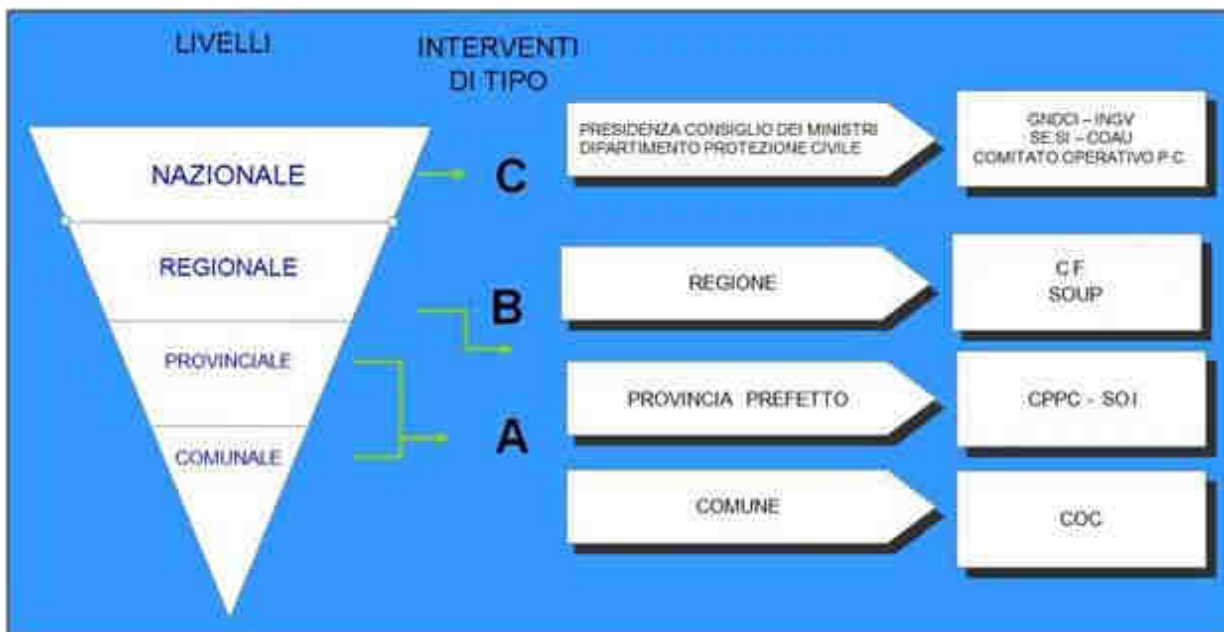 LIVELLI
INTERVENTI
DI TIPO
NAZIONALE
REGIONALE
PROVINCIALE
COMUNALE
C
B
A
PRESIDENZA CONSIGLIO DEI MINISTRI
DIPARTIMENTO PROTEZIONE CIVILE
GNDCI – INGV
SE.SI – COAU
COMITATO OPERATIVO P C
REGIONE
C F
SOUP
PROVINCIA PREFETTO
CPPC - SO.I
COMUNE
COC